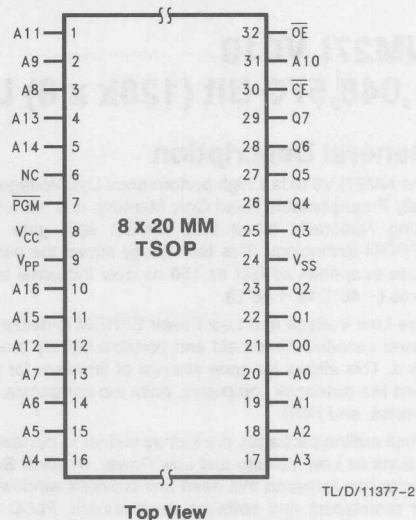 A11 1 32 OE
A9 2 31 A10
A8 3 30 CE
A13 4 29 Q7
A14 5 28 Q6
NC 6 27 Q5
PGM 7 26 Q4
VCC 8 25 Q3
VPP 9 24 VSS
A16 10 23 Q2
A15 11 22 Q1
A12 12 21 Q0
A7 13 20 A0
A6 14 19 A1
A5 15 18 A2
A4 16 17 A3
8 x 20 MM
TSOP
TL/D/11377-2
Top View